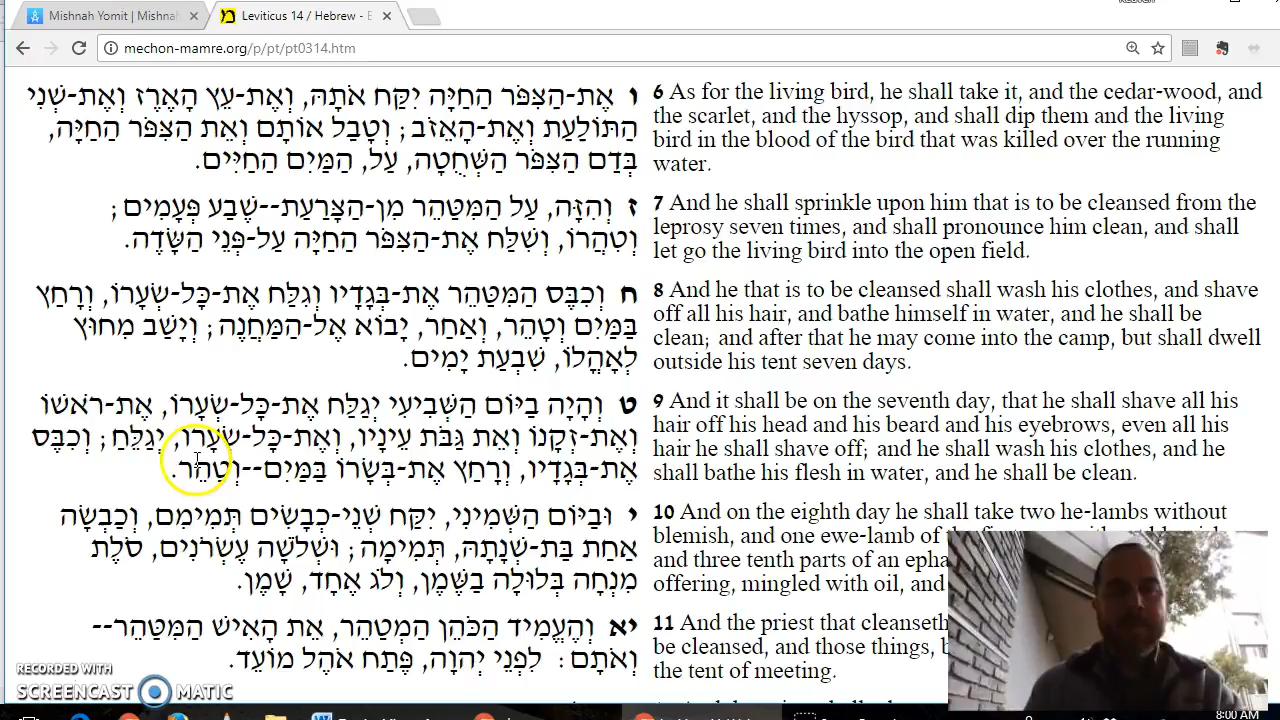 Mishnah Yomit | Mishnah
Leviticus 14 / Hebrew - E
mechon-mamre.org/p/pt/pt0314.htm
ו אֶת-הַצִּפֹּר הַחַיָּה יִקַּח אֹתָהּ, וְאֶת-עֵץ הָאֶרֶז וְאֶת-שְׁנִי
הַתּוֹלַעַת וְאֶת-הָאֵזֹב; וְטָבַל אוֹתָם וְאֵת הַצִּפֹּר הַחַיָּה,
בְּדַם הַצִּפֹּר הַשְּׁחֻטָה, עַל, הַמַּיִם הַחַיִּים.
6 As for the living bird, he shall take it, and the cedar-wood, and
the scarlet, and the hyssop, and shall dip them and the living
bird in the blood of the bird that was killed over the running
water.
ז וְהִזָּה, עַל הַמִּטַּהֵר מִן-הַצָּרַעַת--שֶׁבַע פְּעָמִים;
וְטִהֲרוֹ, וְשִׁלַּח אֶת-הַצִּפֹּר הַחַיָּה עַל-פְּנֵי הַשָּׂדֶה.
7 And he shall sprinkle upon him that is to be cleansed from the
leprosy seven times, and shall pronounce him clean, and shall
let go the living bird into the open field.
ח וְכִבֶּס הַמִּטַּהֵר אֶת-בְּגָדָיו וְגִלַּח אֶת-כָּל-שְׂעָרוֹ, וְרָחַץ
בַּמַּיִם וְטָהֵר, וְאַחַר, יָבוֹא אֶל-הַמַּחֲנֶה; וְיָשַׁב מִחוּץ
לְאָהֳלוֹ, שִׁבְעַת יָמִים.
8 And he that is to be cleansed shall wash his clothes, and shave
off all his hair, and bathe himself in water, and he shall be
clean; and after that he may come into the camp, but shall dwell
outside his tent seven days.
ט וְהָיָה בַיּוֹם הַשְּׁבִיעִי יְגַלַּח אֶת-כָּל-שְׂעָרוֹ, אֶת-רֹאשׁוֹ
וְאֶת-זְקָנוֹ וְאֵת גַּבֹּת עֵינָיו, וְאֶת-כָּל-שְׂעָרוֹ, יְגַלֵּחַ; וְכִבֶּס
אֶת-בְּגָדָיו, וְרָחַץ אֶת-בְּשָׂרוֹ בַּמַּיִם--וְטָהֵר.
9 And it shall be on the seventh day, that he shall shave all his
hair off his head and his beard and his eyebrows, even all his
hair he shall shave off; and he shall wash his clothes, and he
shall bathe his flesh in water, and he shall be clean.
י וּבַיּוֹם הַשְּׁמִינִי, יִקַּח שְׁנֵי-כְבָשִׂים תְּמִימִם, וְכַבְשָׂה
אַחַת בַּת-שְׁנָתָהּ, תְּמִימָה; וּשְׁלֹשָׁה עֶשְׂרֹנִים, סֹלֶת
מִנְחָה בְּלוּלָה בַשֶּׁמֶן, וְלֹג אֶחָד, שָׁמֶן.
10 And on the eighth day he shall take two he-lambs without
blemish, and one ewe-lamb of
and three tenth parts of an epha
offering, mingled with oil, and
יא וְהֶעֱמִיד הַכֹּהֵן הַמְטַהֵר, אֵת הָאִישׁ הַמִּטַּהֵר--
וְאֹתָם: לִפְנֵי יְהוָה, פֶּתַח אֹהֶל מוֹעֵד.
11 And the priest that cleanseth
be cleansed, and those things, b
the tent of meeting.
RECORDED WITH
SCREENCAST MATIC
8:00 AM